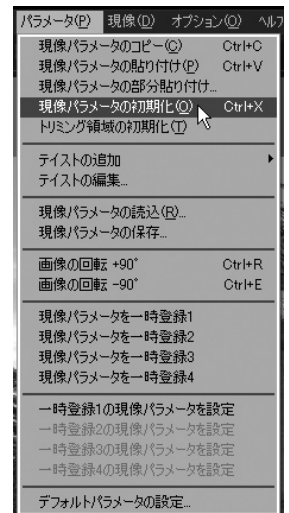 パラメータ(P) 現像(D) オプション(O) ヘル
現像パラメータのコピー(C) Ctrl+C
現像パラメータの貼り付け(P) Ctrl+V
現像パラメータの部分貼り付け...
現像パラメータの初期化(O) Ctrl+X
トリミング領域の初期化(T)
テイストの追加
テイストの編集...
現像パラメータの読込(R)...
現像パラメータの保存...
画像の回転 +90° Ctrl+R
画像の回転 -90° Ctrl+E
現像パラメータを一時登録1
現像パラメータを一時登録2
現像パラメータを一時登録3
現像パラメータを一時登録4
一時登録1の現像パラメータを設定
一時登録2の現像パラメータを設定
一時登録3の現像パラメータを設定
一時登録4の現像パラメータを設定
デフォルトパラメータの設定...